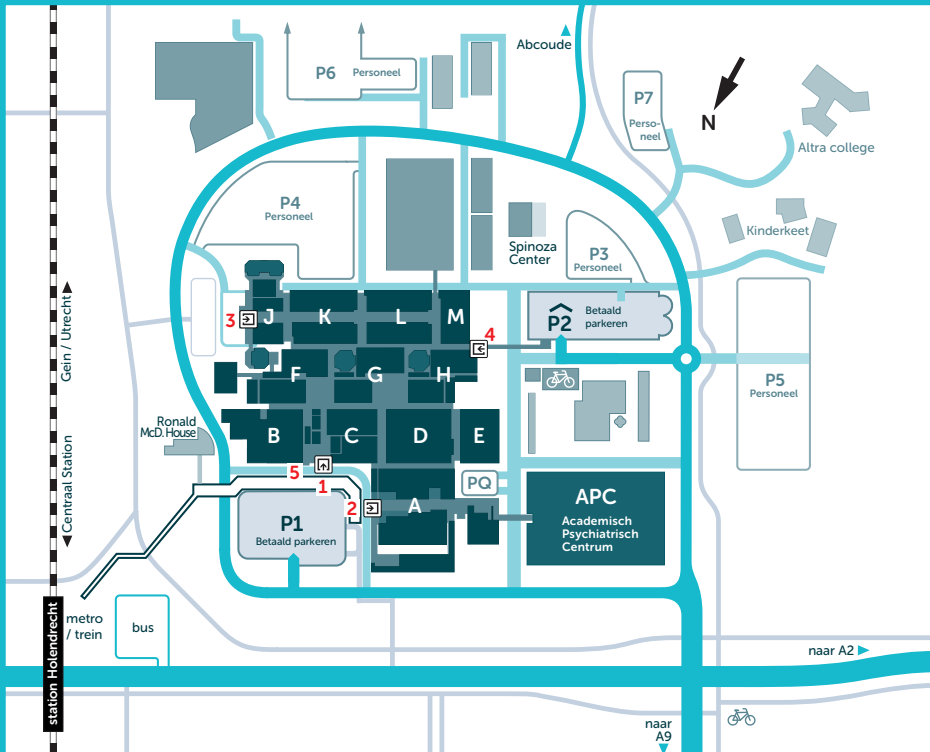 Abcoude
P6 Personeel
P7
Perso-
neel
N
Altra college
P4
Personeel
Kinderkeet
Spinoza
Center
P3
Personeel
Gein / Utrecht
3
J
K
L
M
4
P2
Betaald
parkeren
F
G
H
P5
Personeel
Ronald
McD. House
B
C
D
E
Centraal Station
5
1
2
A
PQ
APC
Academisch
Psychiatrisch
Centrum
P1
Betaald parkeren
metro
/ trein
bus
station Holendrecht
naar A2
naar
A9